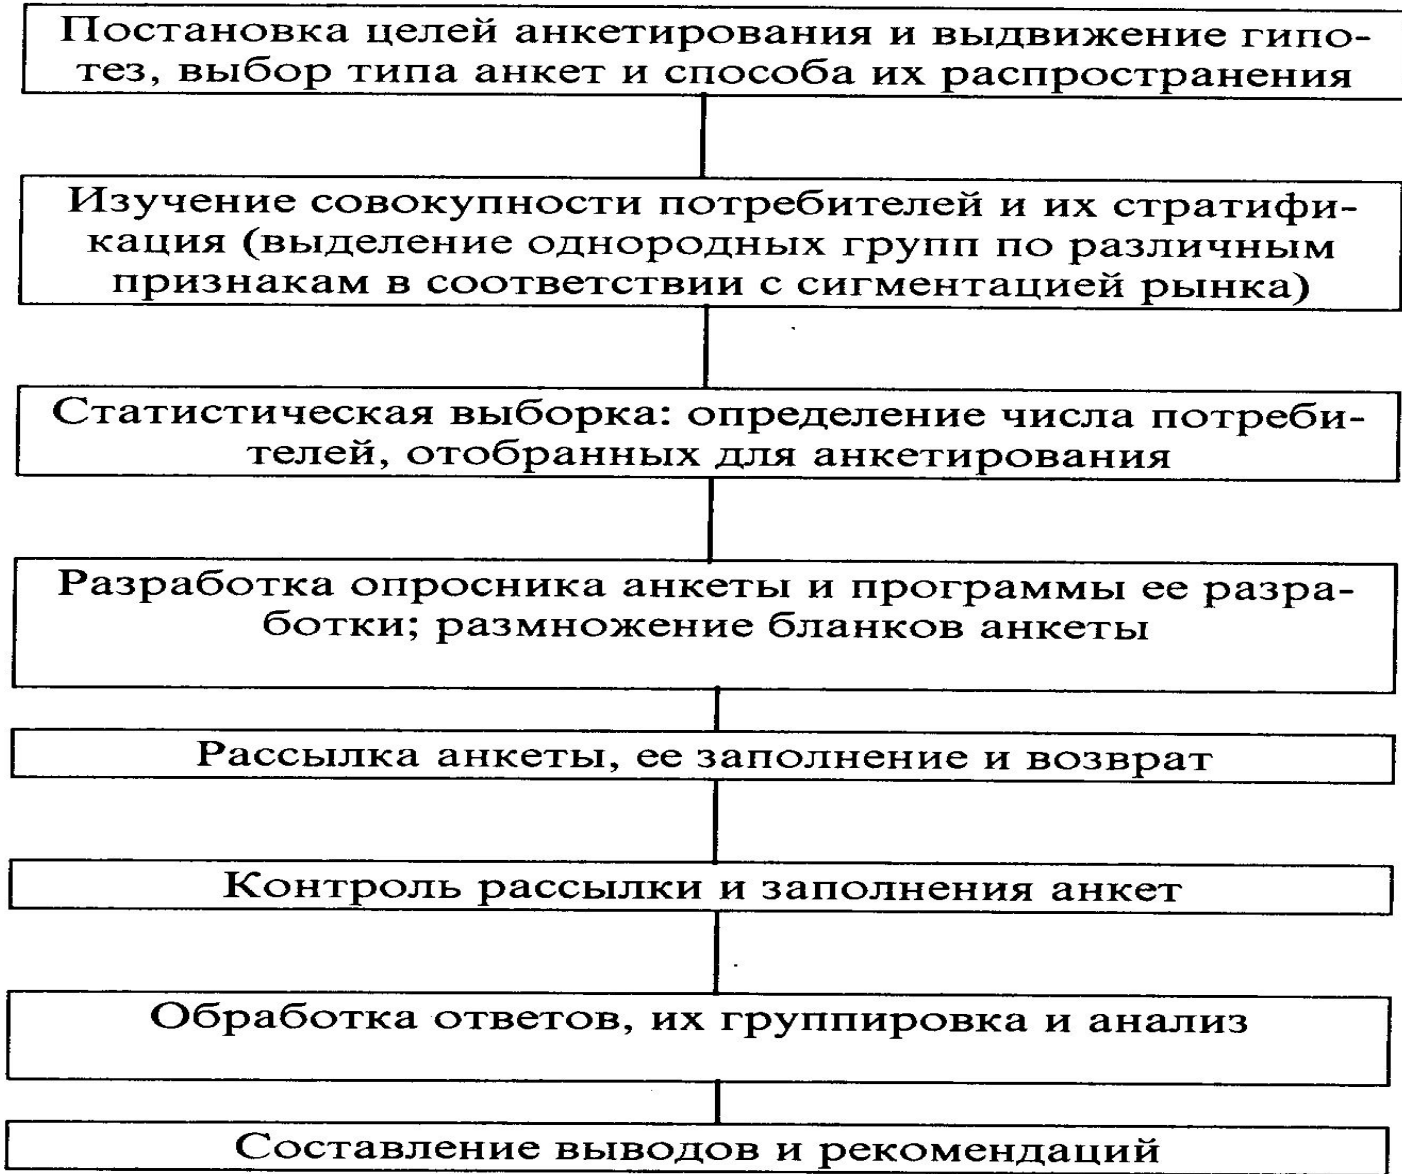 Постановка целей анкетирования и выдвижение гипо-
тез, выбор типа анкет и способа их распространения
Изучение совокупности потребителей и их стратифи-
кация (выделение однородных групп по различным
признакам в соответствии с сигментацией рынка)
Статистическая выборка: определение числа потреби-
телей, отобранных для анкетирования
Разработка опросника анкеты и программы ее разра-
ботки; размножение бланков анкеты
Рассылка анкеты, ее заполнение и возврат
Контроль рассылки и заполнения анкет
Обработка ответов, их группировка и анализ
Составление выводов и рекомендаций